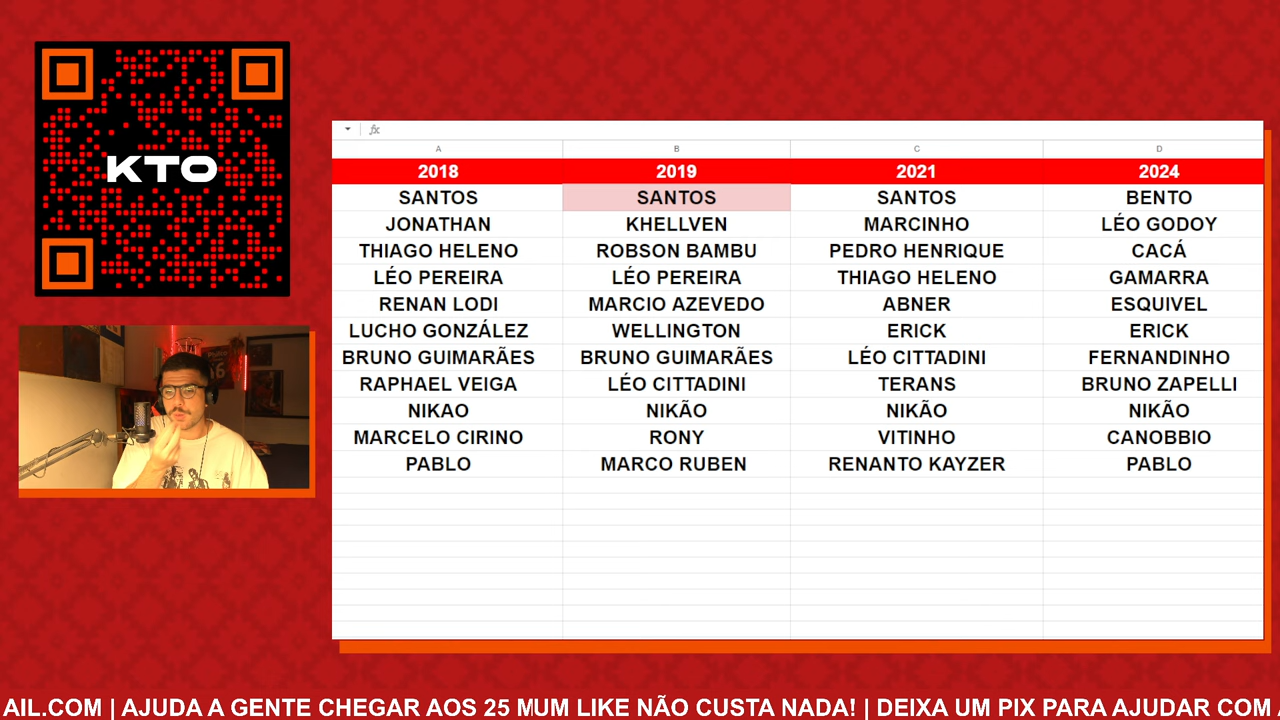 KTO
fx
A B C D
2018 2019 2021 2024
SANTOS SANTOS SANTOS BENTO
JONATHAN KHELLVEN MARCINHO LÉO GODOY
THIAGO HELENO ROBSON BAMBU PEDRO HENRIQUE CACÁ
LÉO PEREIRA LÉO PEREIRA THIAGO HELENO GAMARRA
RENAN LODI MARCIO AZEVEDO ABNER ESQUIVEL
LUCHO GONZÁLEZ WELLINGTON ERICK ERICK
BRUNO GUIMARÃES BRUNO GUIMARÃES LÉO CITTADINI FERNANDINHO
RAPHAEL VEIGA LÉO CITTADINI TERANS BRUNO ZAPELLI
NIKAO NIKÃO NIKÃO NIKÃO
MARCELO CIRINO RONY VITINHO CANOBBIO
PABLO MARCO RUBEN RENANTO KAYZER PABLO
AIL.COM | AJUDA A GENTE CHEGAR AOS 25 MUM LIKE NÃO CUSTA NADA! | DEIXA UM PIX PARA AJUDAR COM